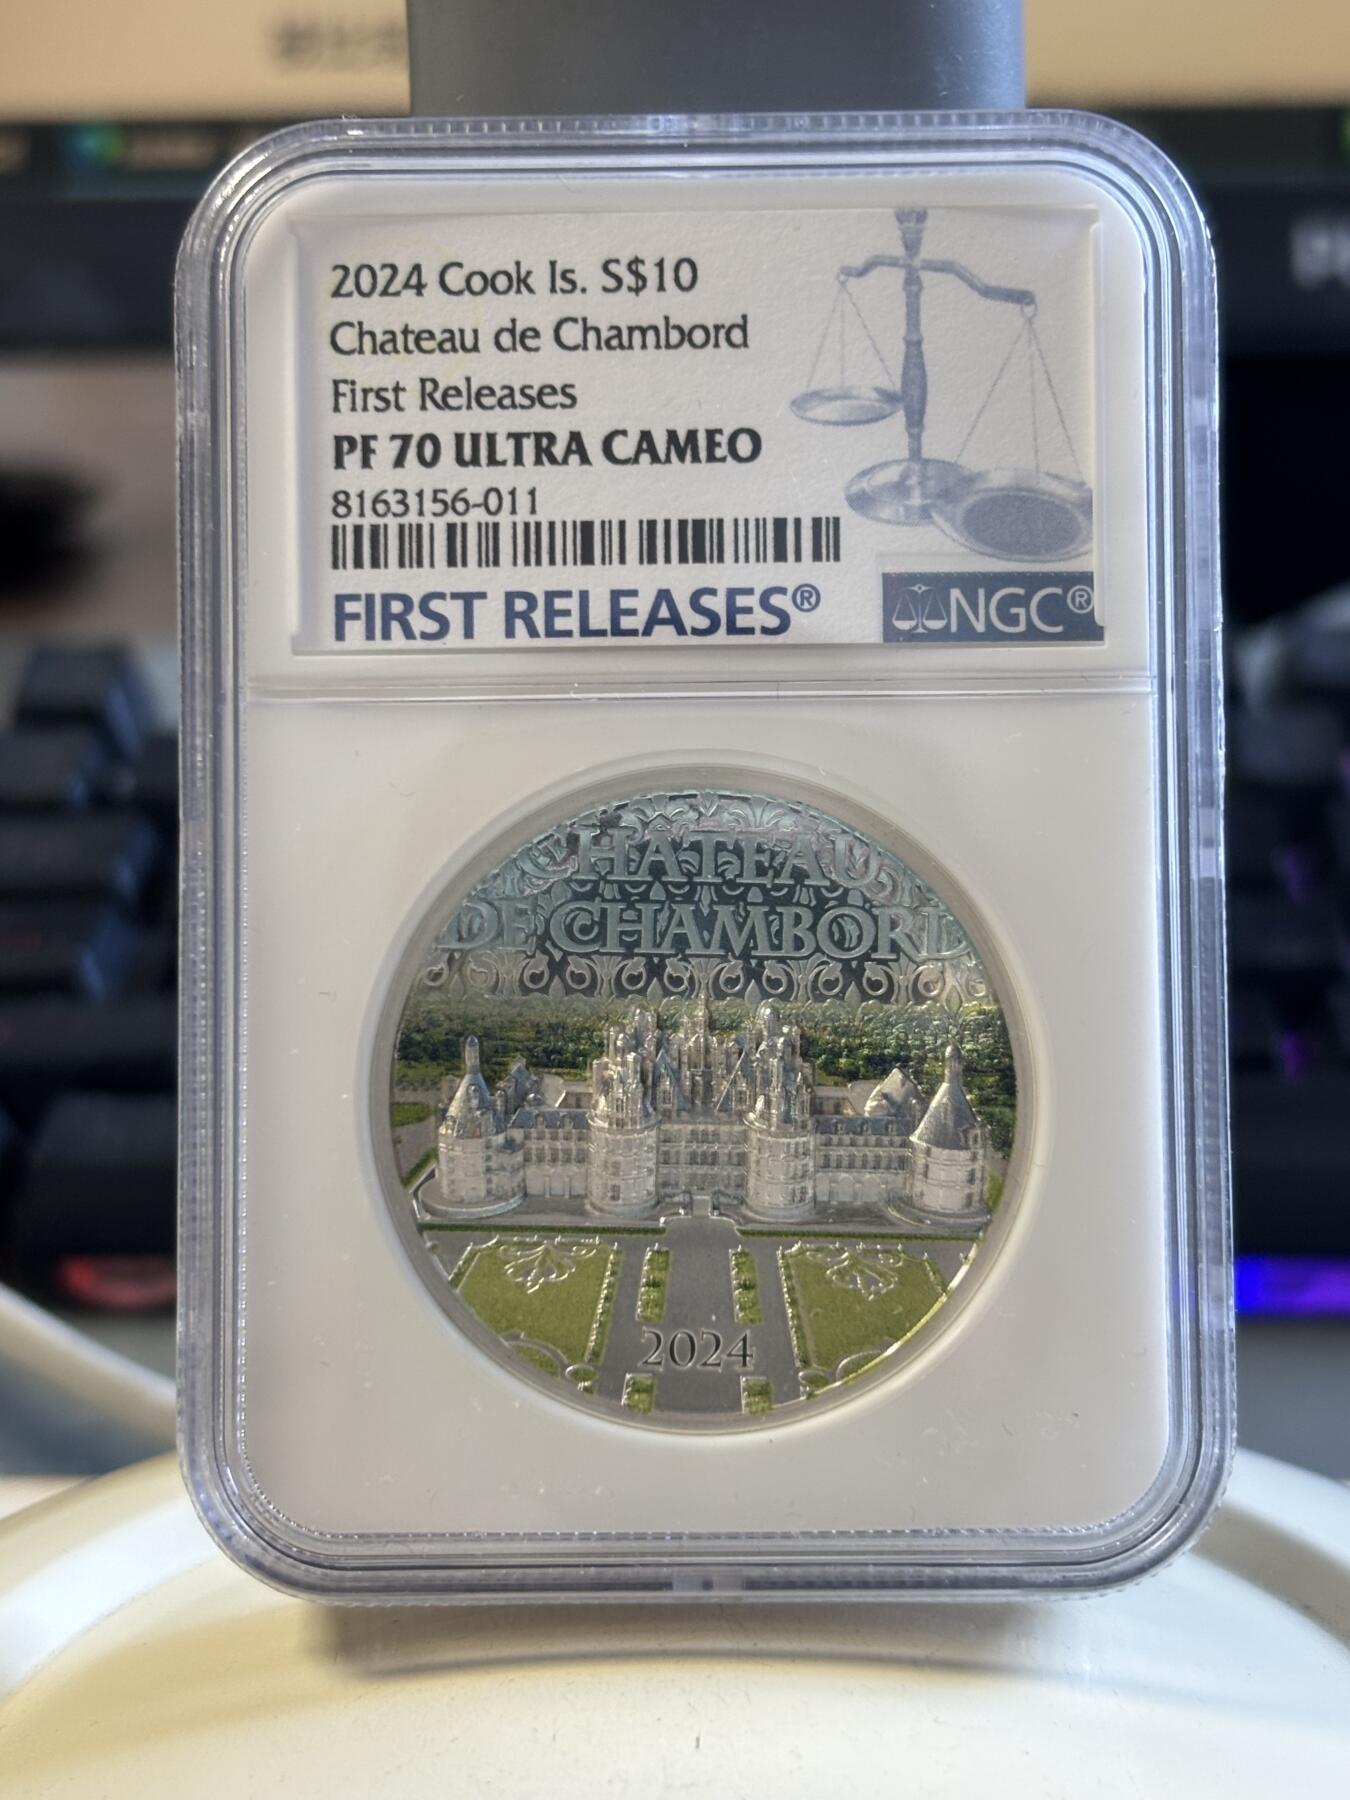 2024 Cook Is. S$10
Chateau de Chambord
First Releases
PF 70 ULTRA CAMEO
8163156-011
FIRST RELEASES®
NGC®
CHATEAU
DE CHAMBORD
2024